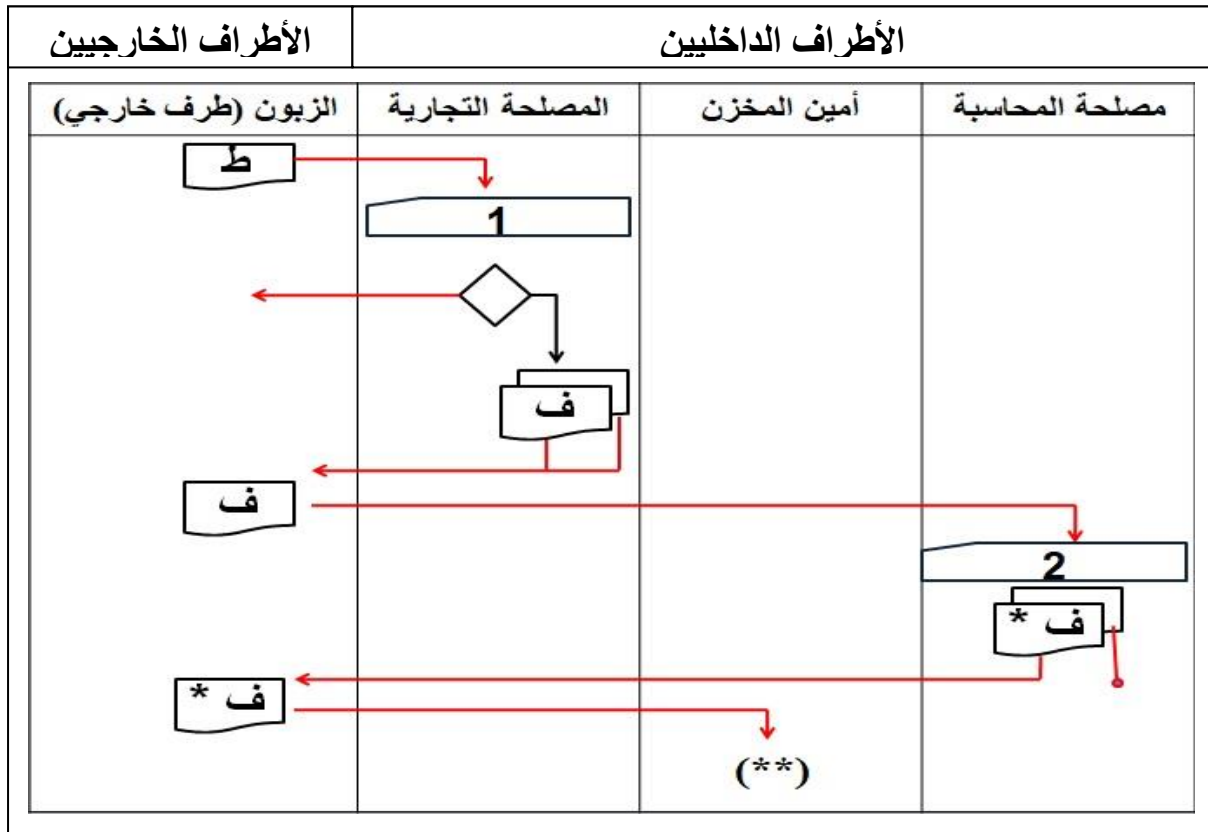 الأطراف الخارجيين
الأطراف الداخليين
الزبون (طرف خارجي)
المصلحة التجارية
أمين المخزن
مصلحة المحاسبة
ط
1
ف
ف
2
ف *
ف *
(**)